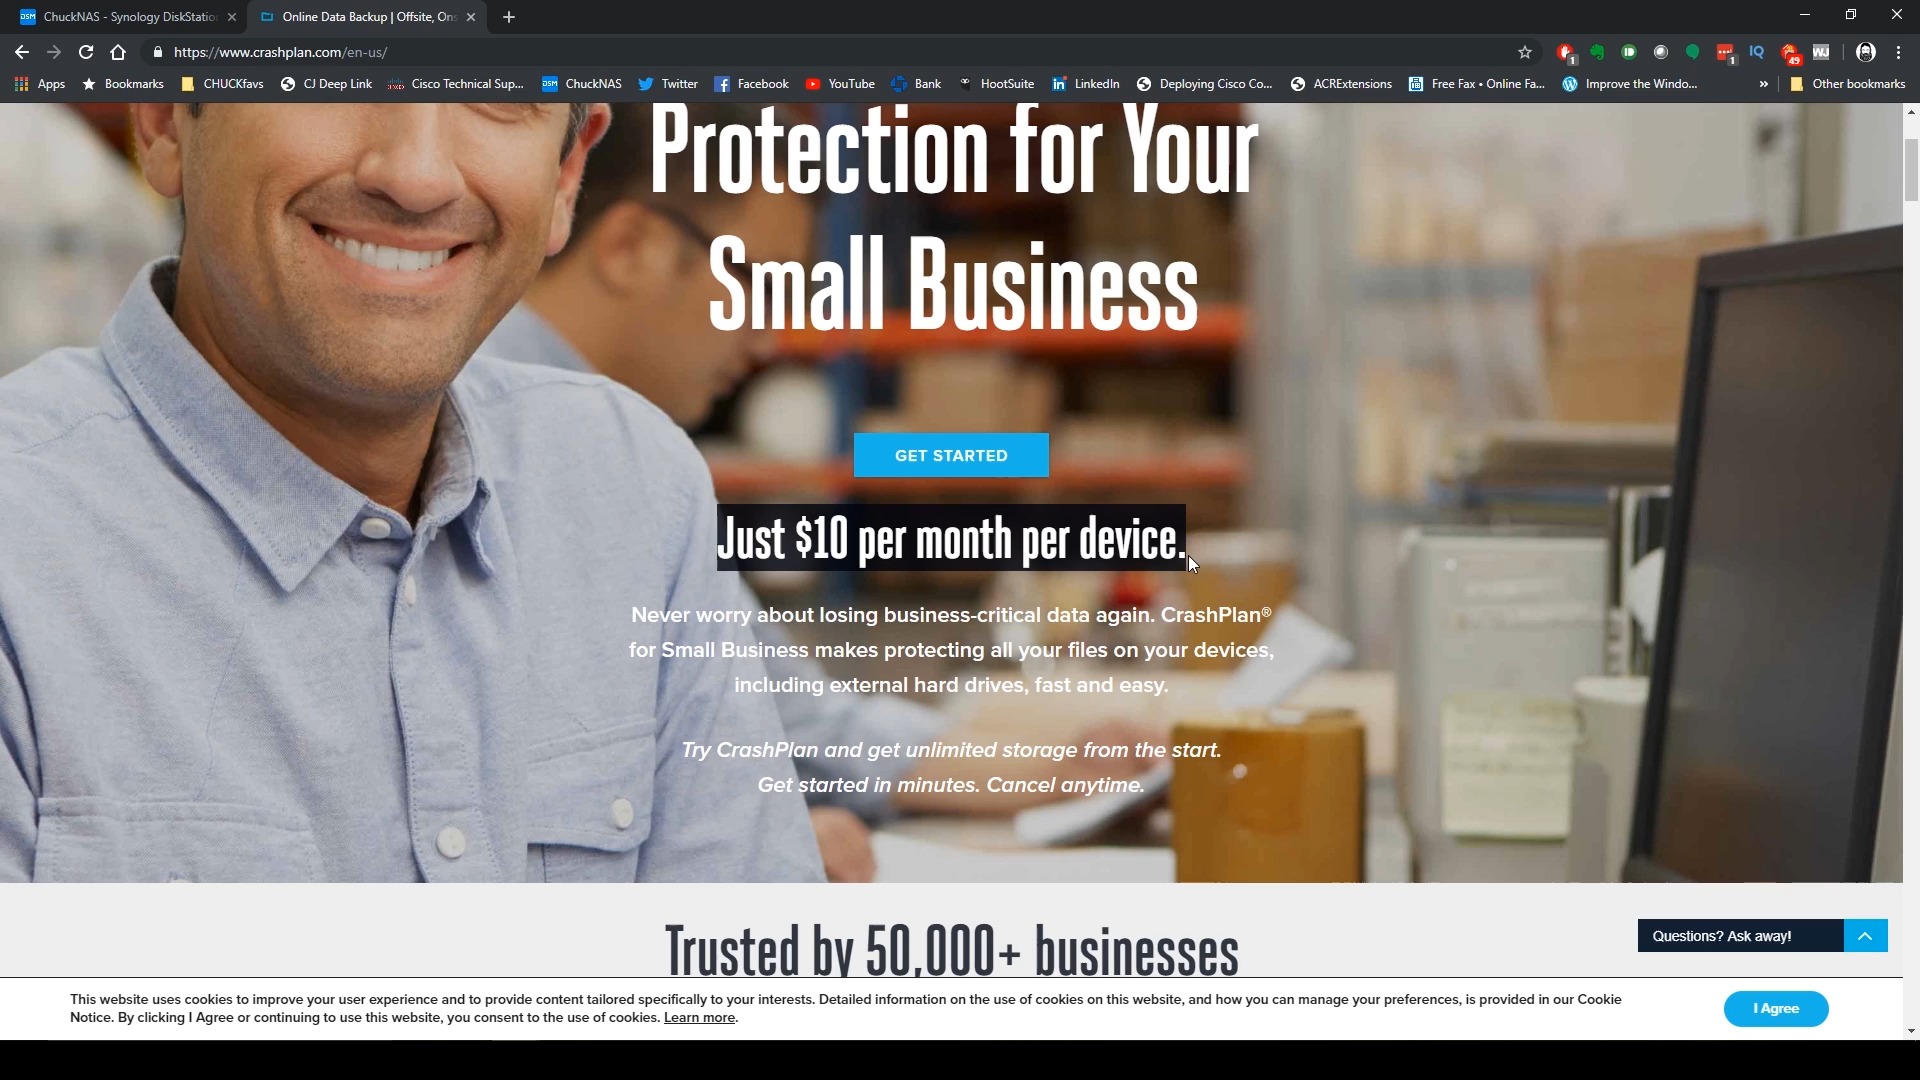 ChuckNAS - Synology DiskStation
Online Data Backup | Offsite, Ons
https://www.crashplan.com/en-us/
1
1
IQ
49
WJ
Apps
Bookmarks
CHUCKfavs
CJ Deep Link
Cisco Technical Sup...
DSM
ChuckNAS
Twitter
Facebook
YouTube
Bank
HootSuite
LinkedIn
Deploying Cisco Co...
ACRExtensions
Free Fax • Online Fa...
Improve the Windo...
»
Other bookmarks
Protection for Your
Small Business
GET STARTED
Just $10 per month per device.
Never worry about losing business-critical data again. CrashPlan®
for Small Business makes protecting all your files on your devices,
including external hard drives, fast and easy.
Try CrashPlan and get unlimited storage from the start.
Get started in minutes. Cancel anytime.
Trusted by 50,000+ businesses
Questions? Ask away!
This website uses cookies to improve your user experience and to provide content tailored specifically to your interests. Detailed information on the use of cookies on this website, and how you can manage your preferences, is provided in our Cookie
Notice. By clicking I Agree or continuing to use this website, you consent to the use of cookies. Learn more.
I Agree